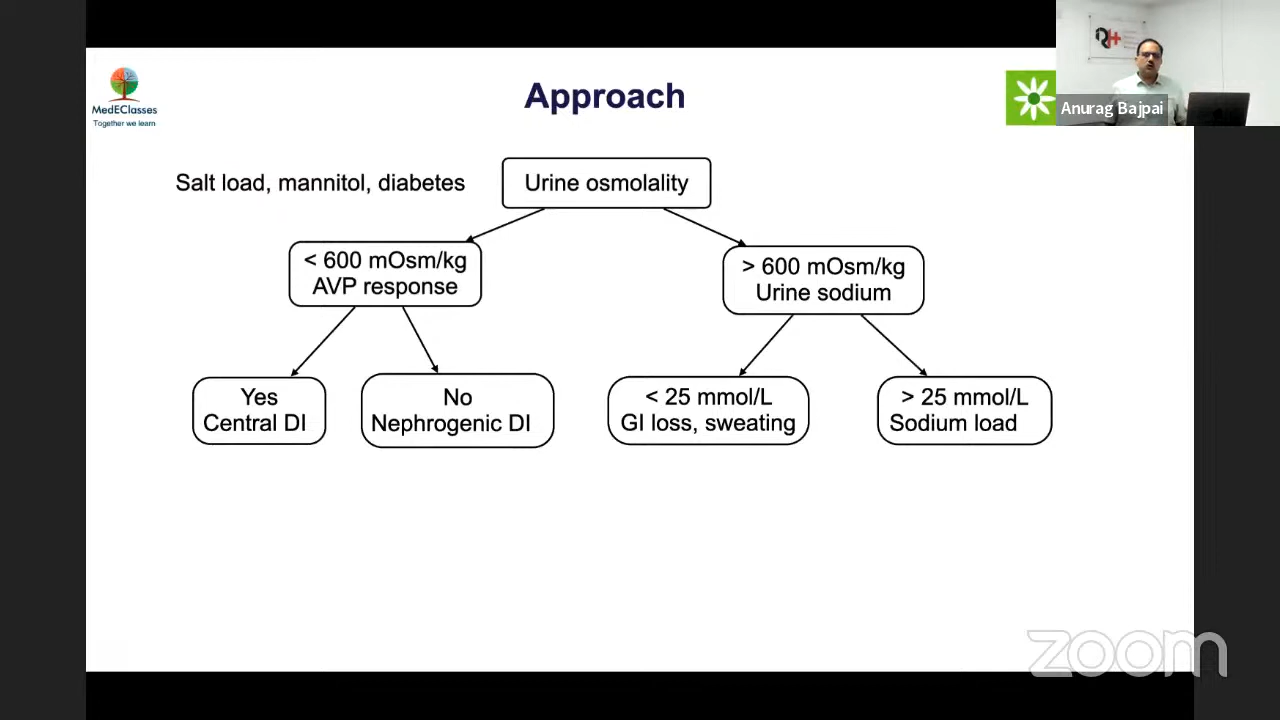 MedEClasses
Together we learn
Approach
Anurag Bajpai
Salt load, mannitol, diabetes
Urine osmolality
< 600 mOsm/kg
AVP response
> 600 mOsm/kg
Urine sodium
Yes
Central DI
No
Nephrogenic DI
< 25 mmol/L
GI loss, sweating
> 25 mmol/L
Sodium load
zoom